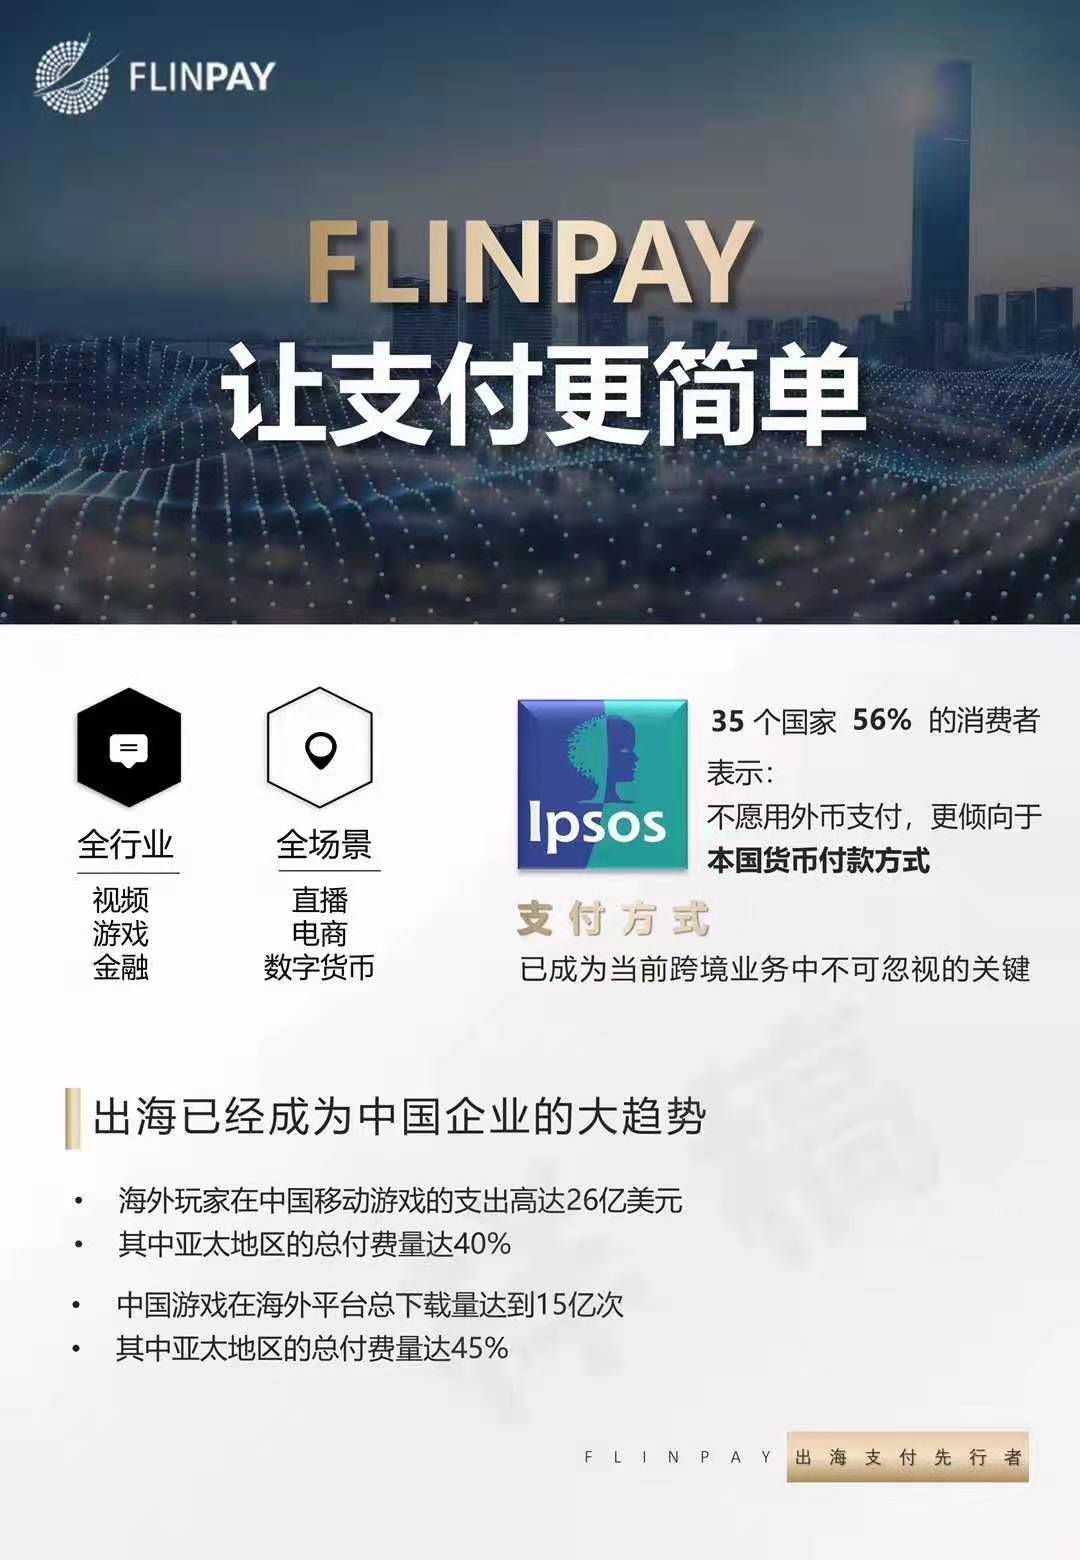 FLINPAY
FLINPAY
让支付更简单
全行业
视频
游戏
金融
全场景
直播
电商
数字货币
Ipsos
35 个国家 56% 的消费者
表示：
不愿用外币支付，更倾向于
本国货币付款方式
支付方式
已成为当前跨境业务中不可忽视的关键
出海已经成为中国企业的大趋势
• 海外玩家在中国移动游戏的支出高达26亿美元
• 其中亚太地区的总付费量达40%
• 中国游戏在海外平台总下载量达到15亿次
• 其中亚太地区的总付费量达45%
FLINPAY 出海支付先行者